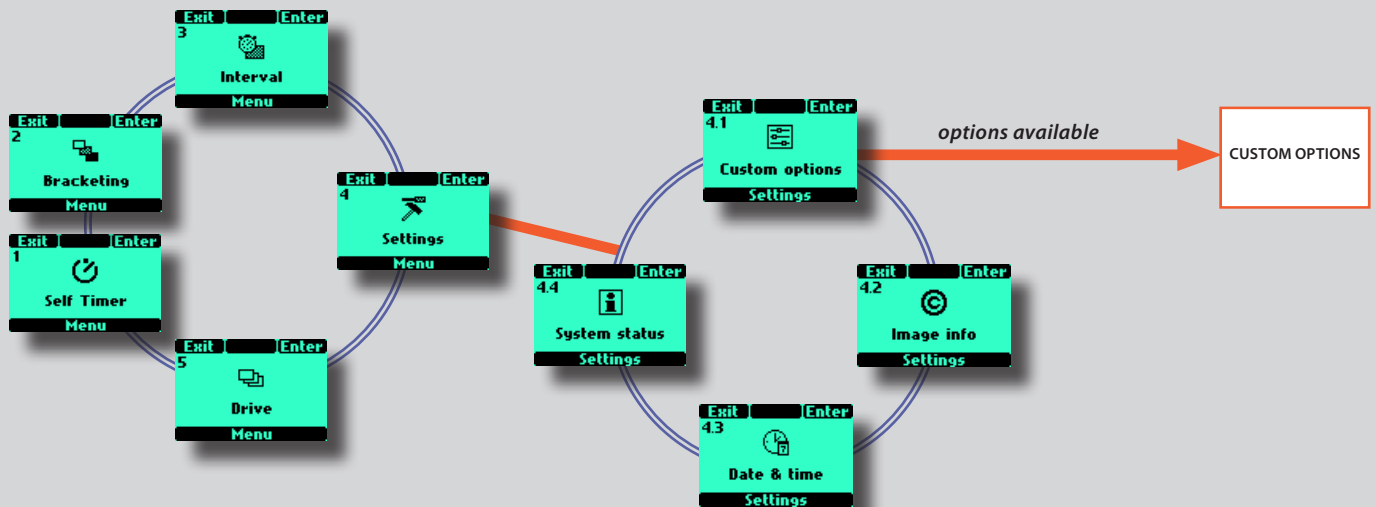 Exit Enter
3
Interval
Menu
Exit Enter
2
Bracketing
Menu
Exit Enter
1
Self Timer
Menu
Exit Enter
5
Drive
Menu
Exit Enter
4
Settings
Menu
Exit Enter
4.1
Custom options
Settings
options available
CUSTOM OPTIONS
Exit Enter
4.4
System status
Settings
Exit Enter
4.2
Image info
Settings
Exit Enter
4.3
Date & time
Settings